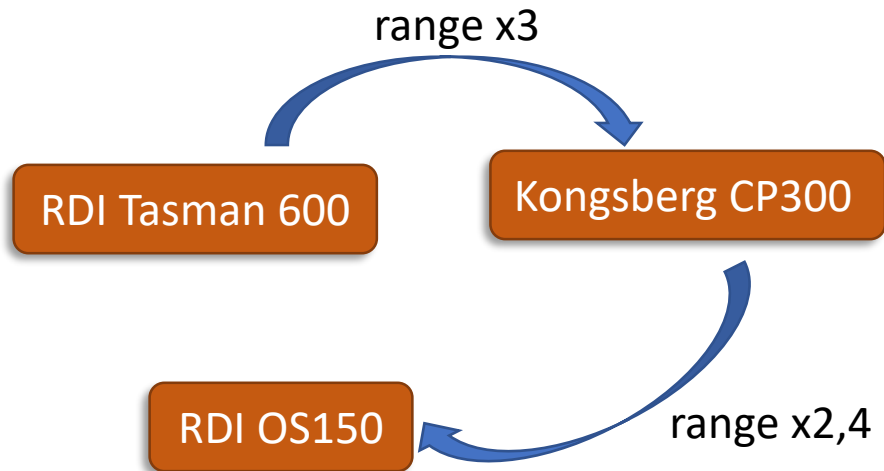 range x3
RDI Tasman 600
Kongsberg CP300
RDI OS150
range x2,4